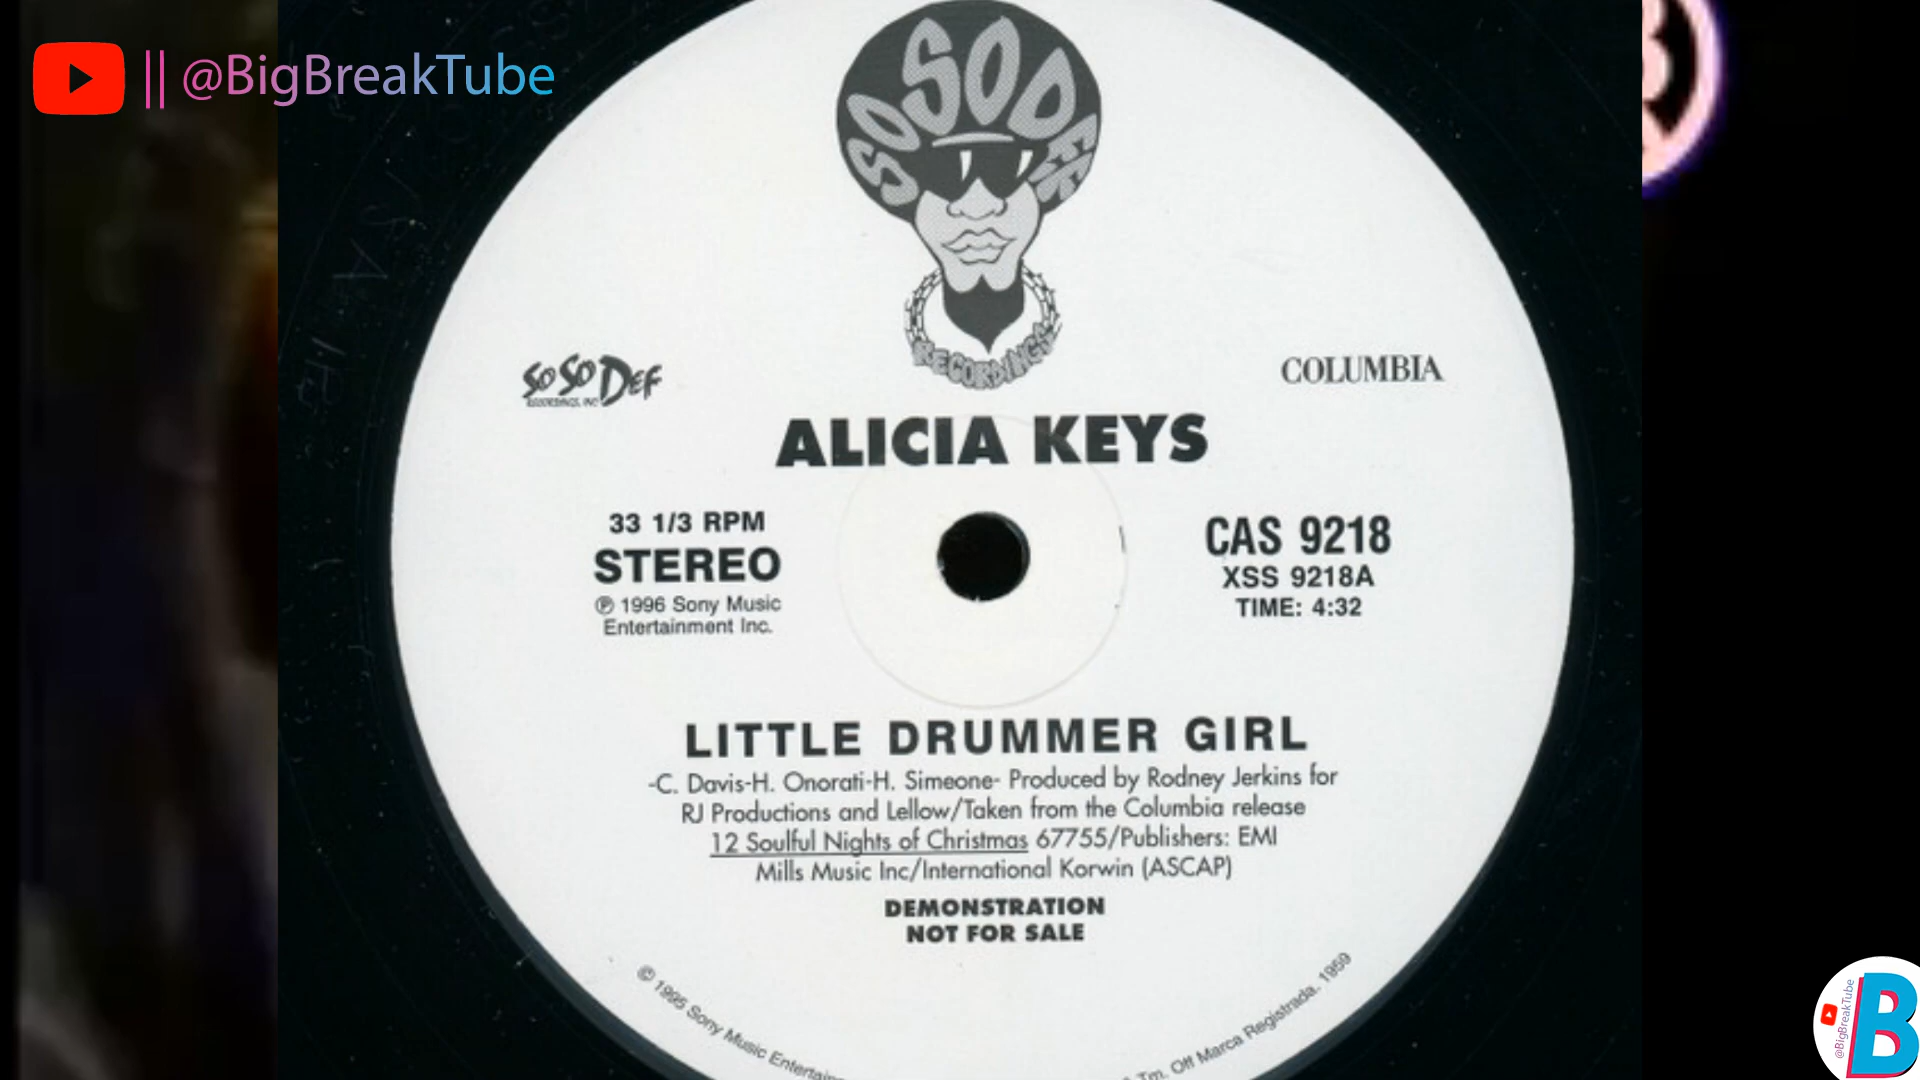 || @BigBreakTube
SO SO DEF
RECORDINGS
SO SO DEF
RECORDINGS, INC
COLUMBIA
ALICIA KEYS
33 1/3 RPM
STEREO
℗ 1996 Sony Music
Entertainment Inc.
CAS 9218
XSS 9218A
TIME: 4:32
LITTLE DRUMMER GIRL
-C. Davis-H. Onorati-H. Simeone- Produced by Rodney Jerkins for
RJ Productions and Lellow/Taken from the Columbia release
12 Soulful Nights of Christmas 67755/Publishers: EMI
Mills Music Inc/International Korwin (ASCAP)
DEMONSTRATION
NOT FOR SALE
© 1995 Sony Music
Tm. Off Marca Registrada. 1959
@BigBreakTube
B